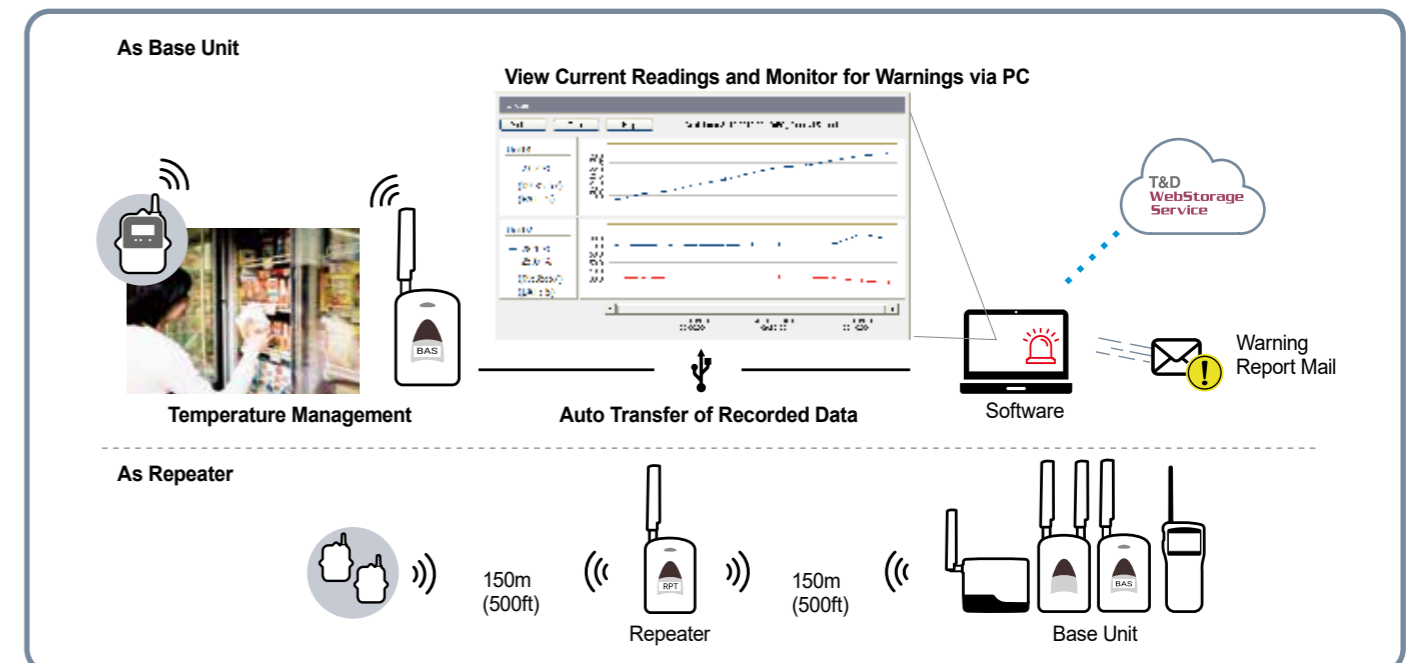 As Base Unit
View Current Readings and Monitor for Warnings via PC
T&D
WebStorage
Service
BAS
Warning
Report Mail
Temperature Management
Auto Transfer of Recorded Data
Software
As Repeater
150m
(500ft)
RPT
150m
(500ft)
BAS
Repeater
Base Unit